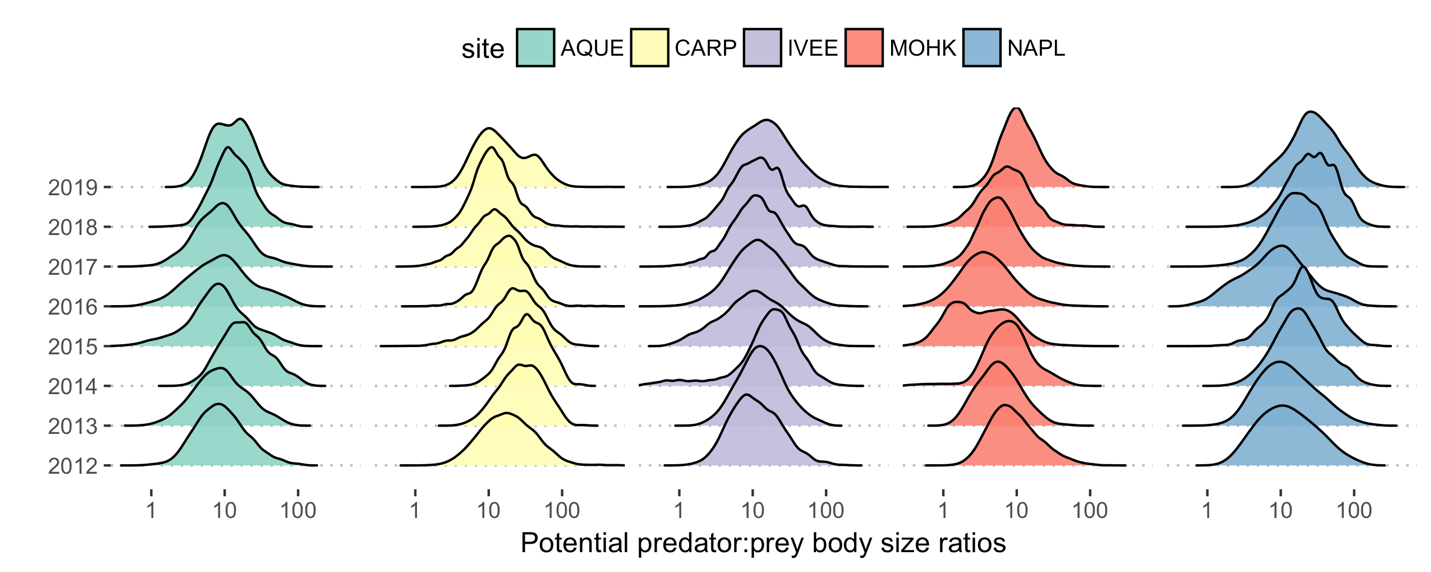 site AQUE CARP IVEE MOHK NAPL
2019
2018
2017
2016
2015
2014
2013
2012
1 10 100 1 10 100 1 10 100 1 10 100 1 10 100
Potential predator:prey body size ratios